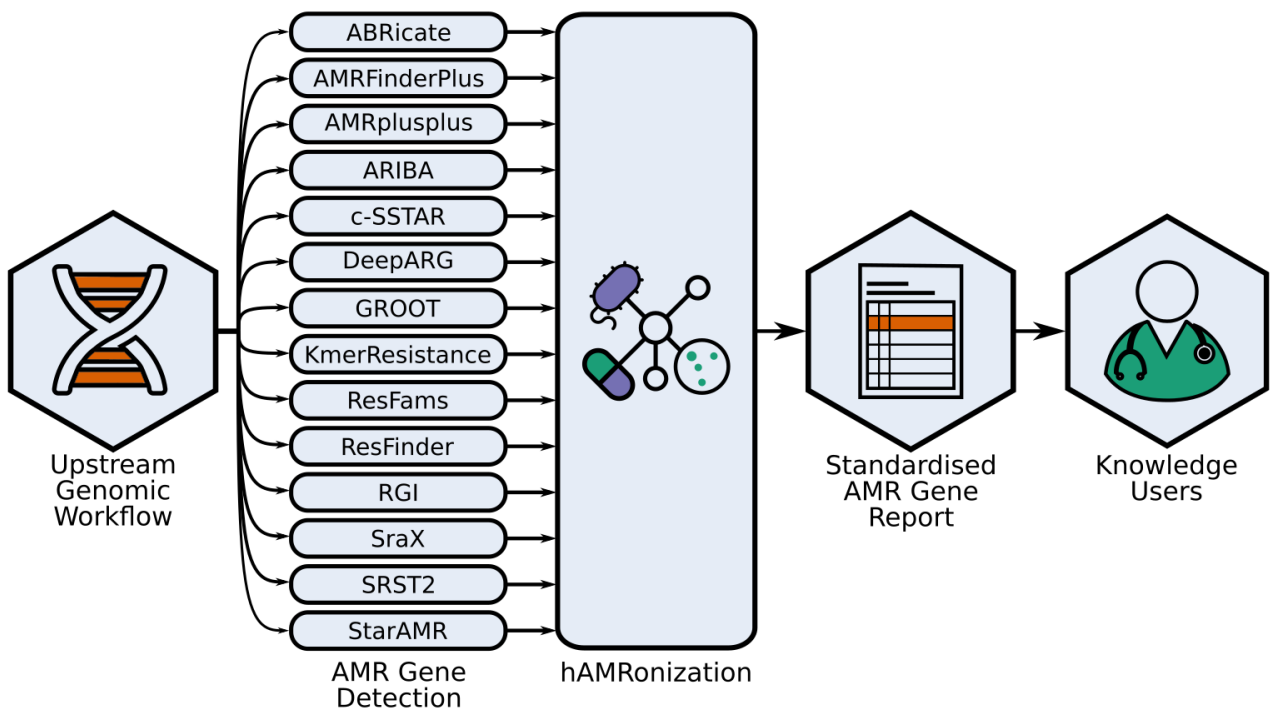 ABRicate
AMRFinderPlus
AMRplusplus
ARIBA
c-SSTAR
DeepARG
GROOT
KmerResistance
ResFams
ResFinder
RGI
SraX
SRST2
StarAMR
Upstream
Genomic
Workflow
AMR Gene
Detection
hAMRonization
Standardised
AMR Gene
Report
Knowledge
Users